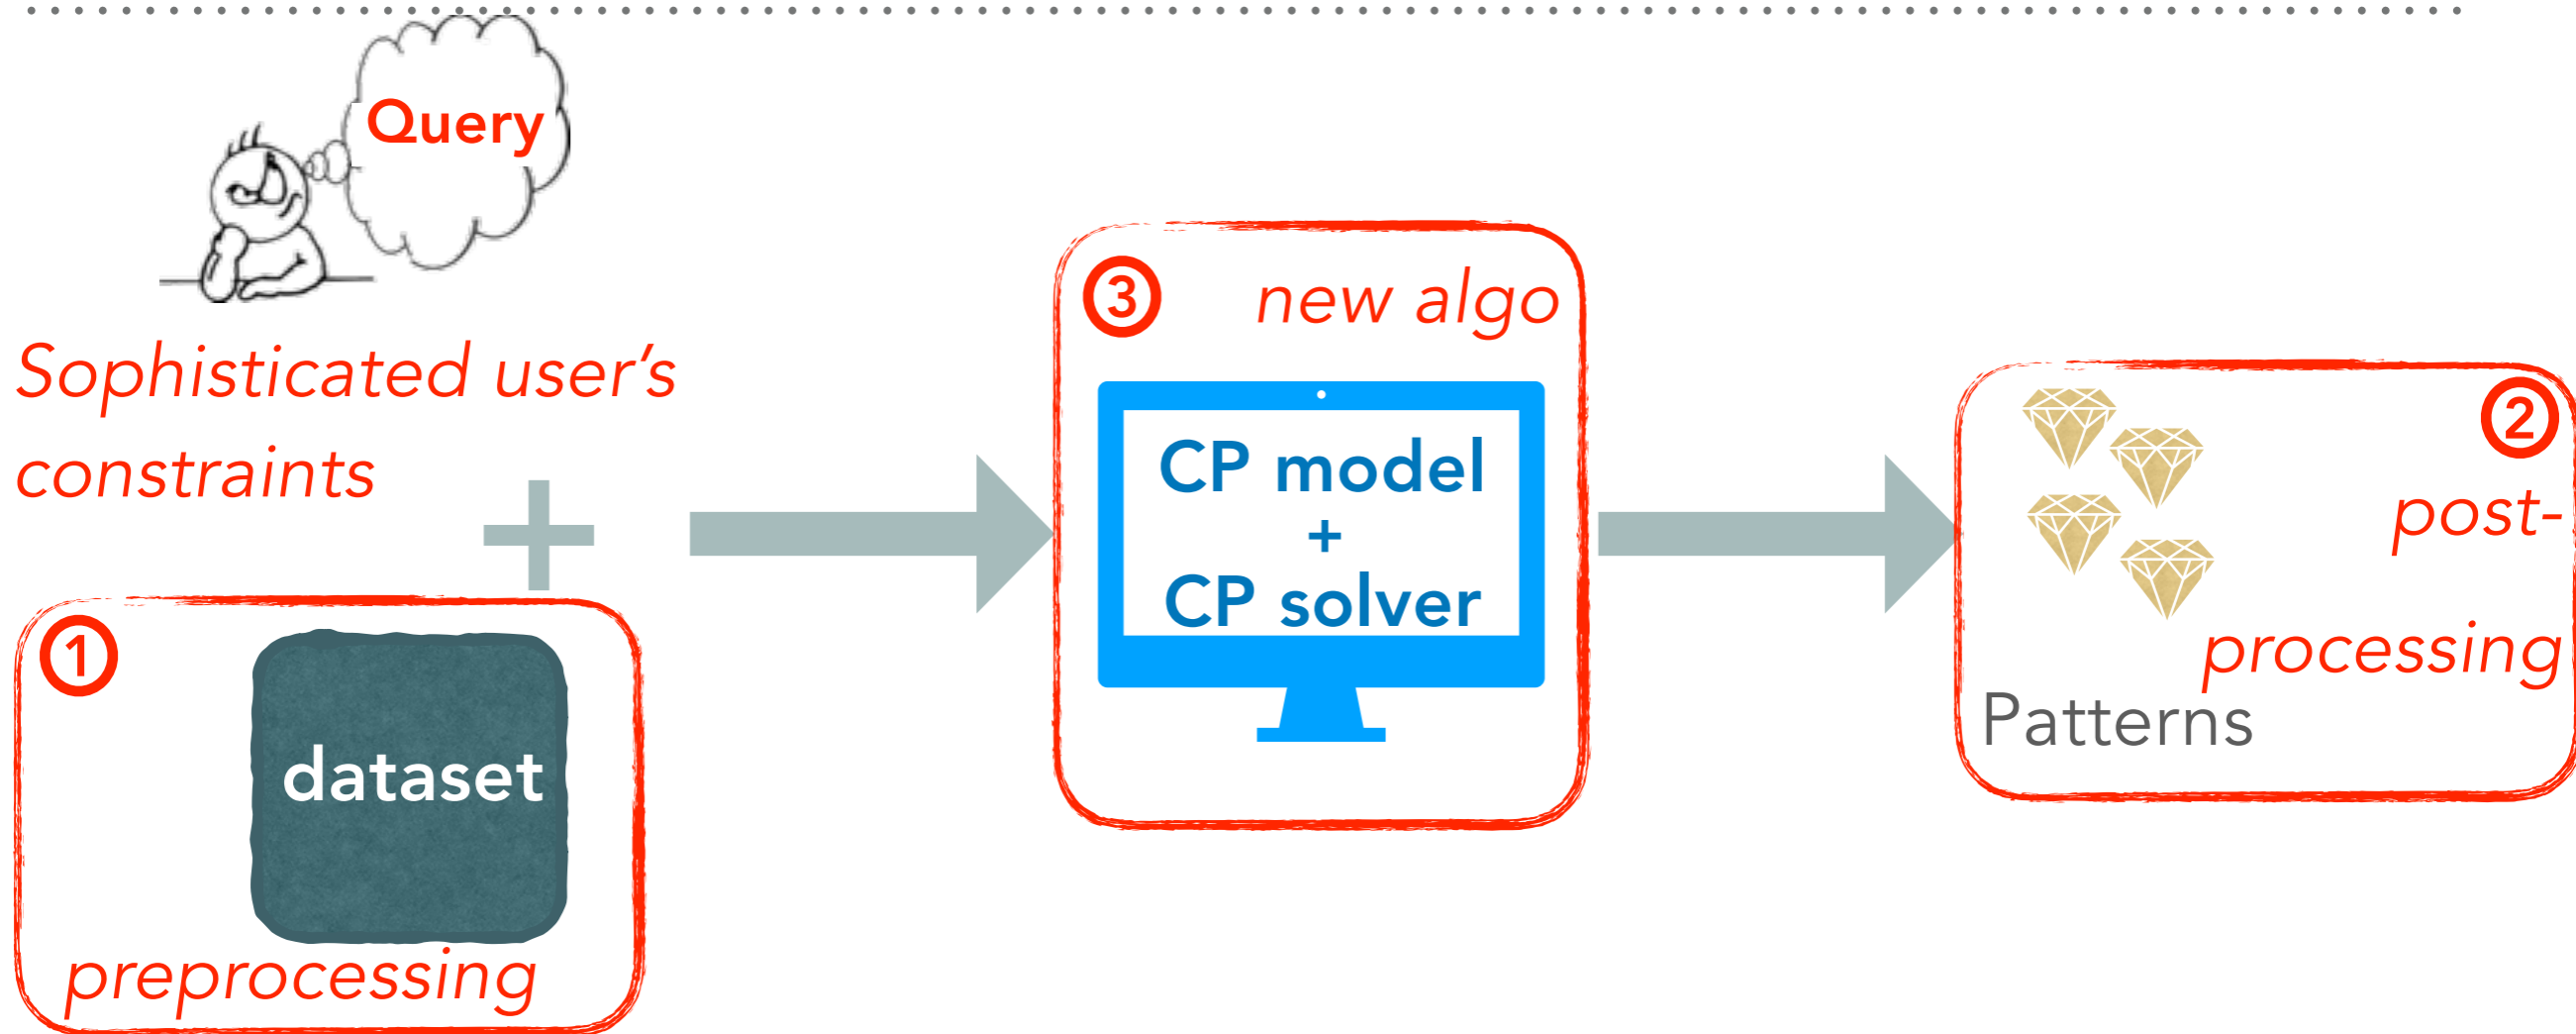 Query
Sophisticated user's
constraints
+
1
dataset
preprocessing
3
new algo
CP model
+
CP solver
2
post-
processing
Patterns